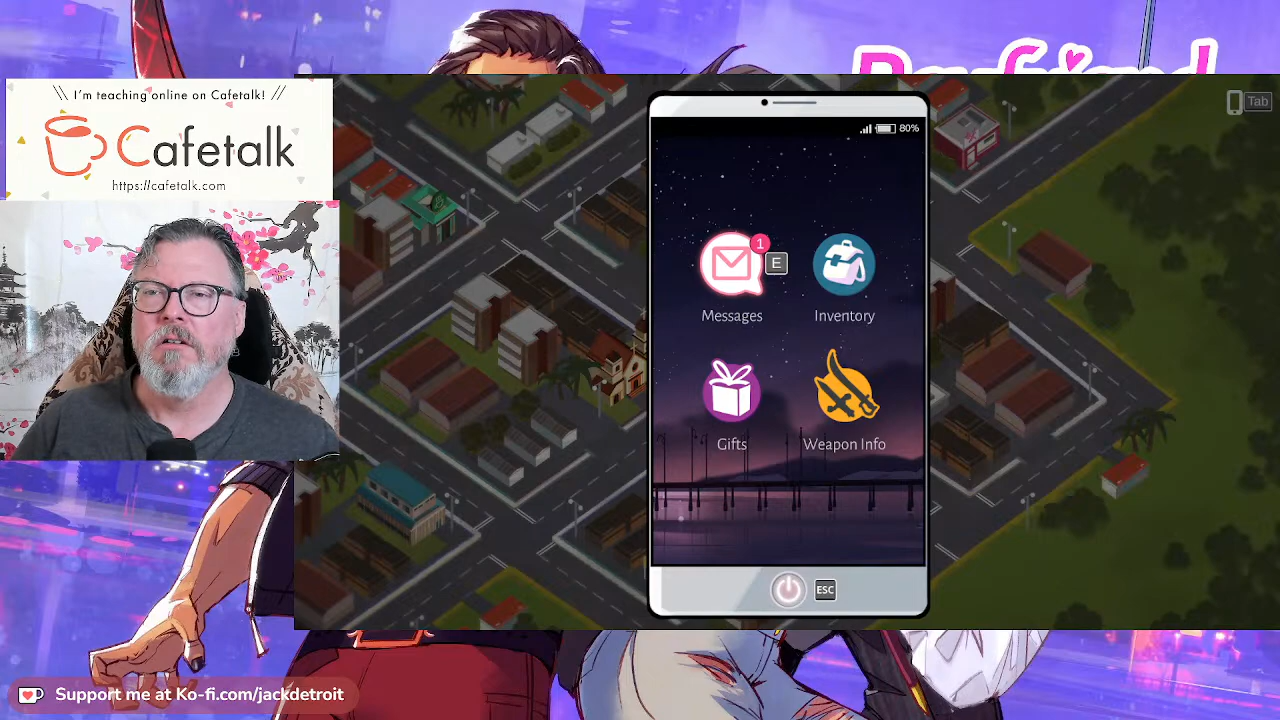 \\ I'm teaching online on Cafetalk! //
Cafetalk
https://cafetalk.com
Tab
80%
1
E
Messages
Inventory
Gifts
Weapon Info
ESC
Support me at Ko-fi.com/jackdetroit